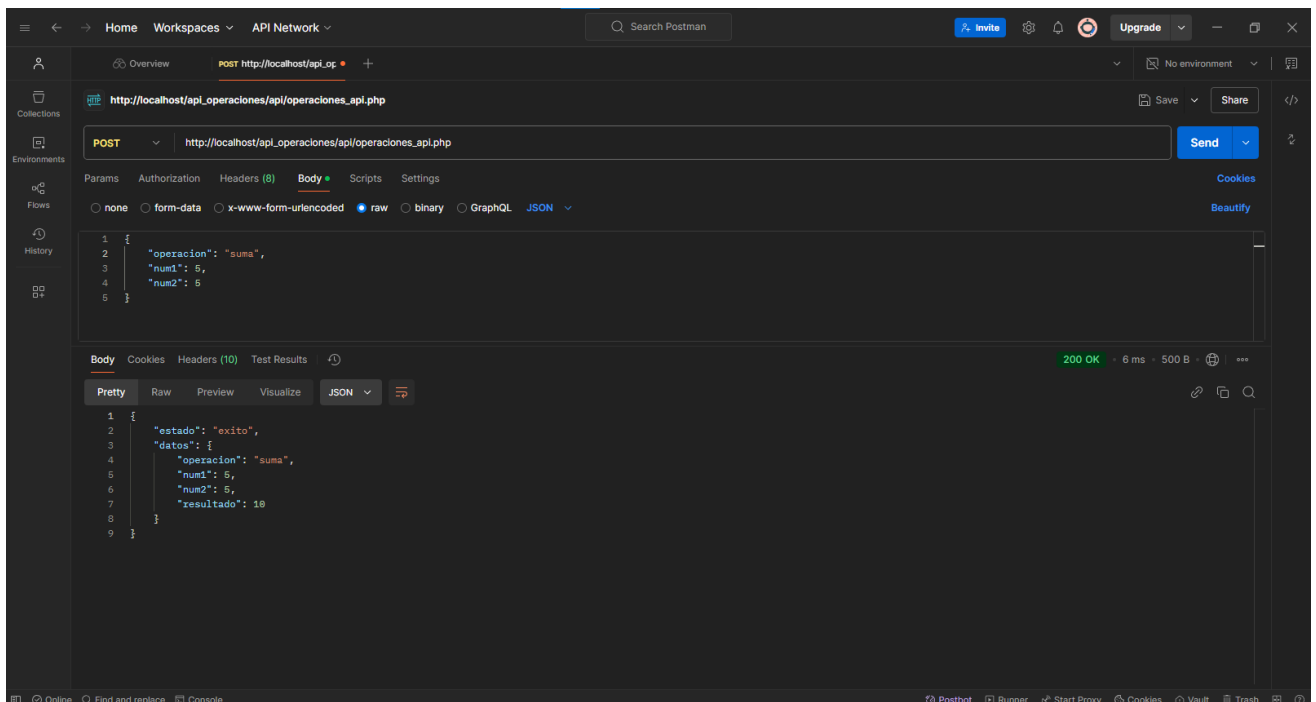 Home Workspaces API Network Search Postman Invite Upgrade
Overview POST http://localhost/api_op No environment
HTTP http://localhost/api_operaciones/api/operaciones_api.php Save Share
Collections
POST http://localhost/api_operaciones/api/operaciones_api.php Send
Environments
Params Authorization Headers (8) Body Scripts Settings Cookies
Flows
none form-data x-www-form-urlencoded raw binary GraphQL JSON Beautify
History
1 {
2 "operacion": "suma",
3 "num1": 5,
4 "num2": 5
5 }
Body Cookies Headers (10) Test Results 200 OK 6 ms 500 B
Pretty Raw Preview Visualize JSON
1 {
2 "estado": "exito",
3 "datos": {
4 "operacion": "suma",
5 "num1": 5,
6 "num2": 5,
7 "resultado": 10
8 }
9 }
Online Find and replace Console Postbot Runner Start Proxy Cookies Vault Trash